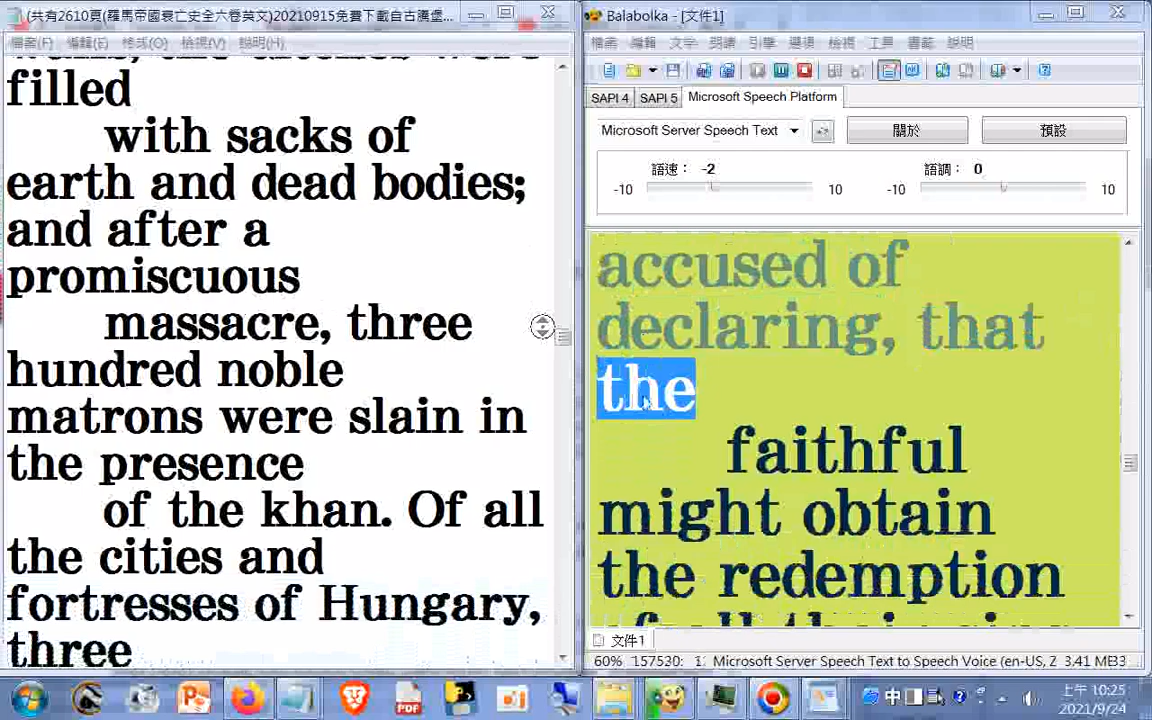 (共有2610頁(羅馬帝國衰亡史全六卷英文)20210915免費下載自古騰堡...
檔案(F) 編輯(E) 格式(O) 檢視(V) 說明(H)
filled
with sacks of
earth and dead bodies;
and after a
promiscuous
massacre, three
hundred noble
matrons were slain in
the presence
of the khan. Of all
the cities and
fortresses of Hungary,
three
Balabolka - [文件1]
檔案 編輯 文字 朗讀 引擎 選項 檢視 工具 書籤 說明
SAPI 4 SAPI 5 Microsoft Speech Platform
Microsoft Server Speech Text 關於 預設
語速： -2 語調： 0
-10 10 -10 10
accused of
declaring, that
the
faithful
might obtain
the redemption
of all their sins
文件1
60% 157530: Microsoft Server Speech Text to Speech Voice (en-US, Z 3.41 MB
PDF
中
上午 10:25
2021/9/24